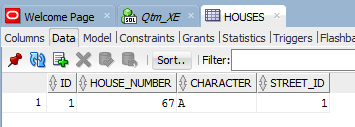 Welcome Page Qtm_XE HOUSES
Columns Data Model Constraints Grants Statistics Triggers Flashba
Sort.. Filter:
ID HOUSE_NUMBER CHARACTER STREET_ID
1 1 67 A 1